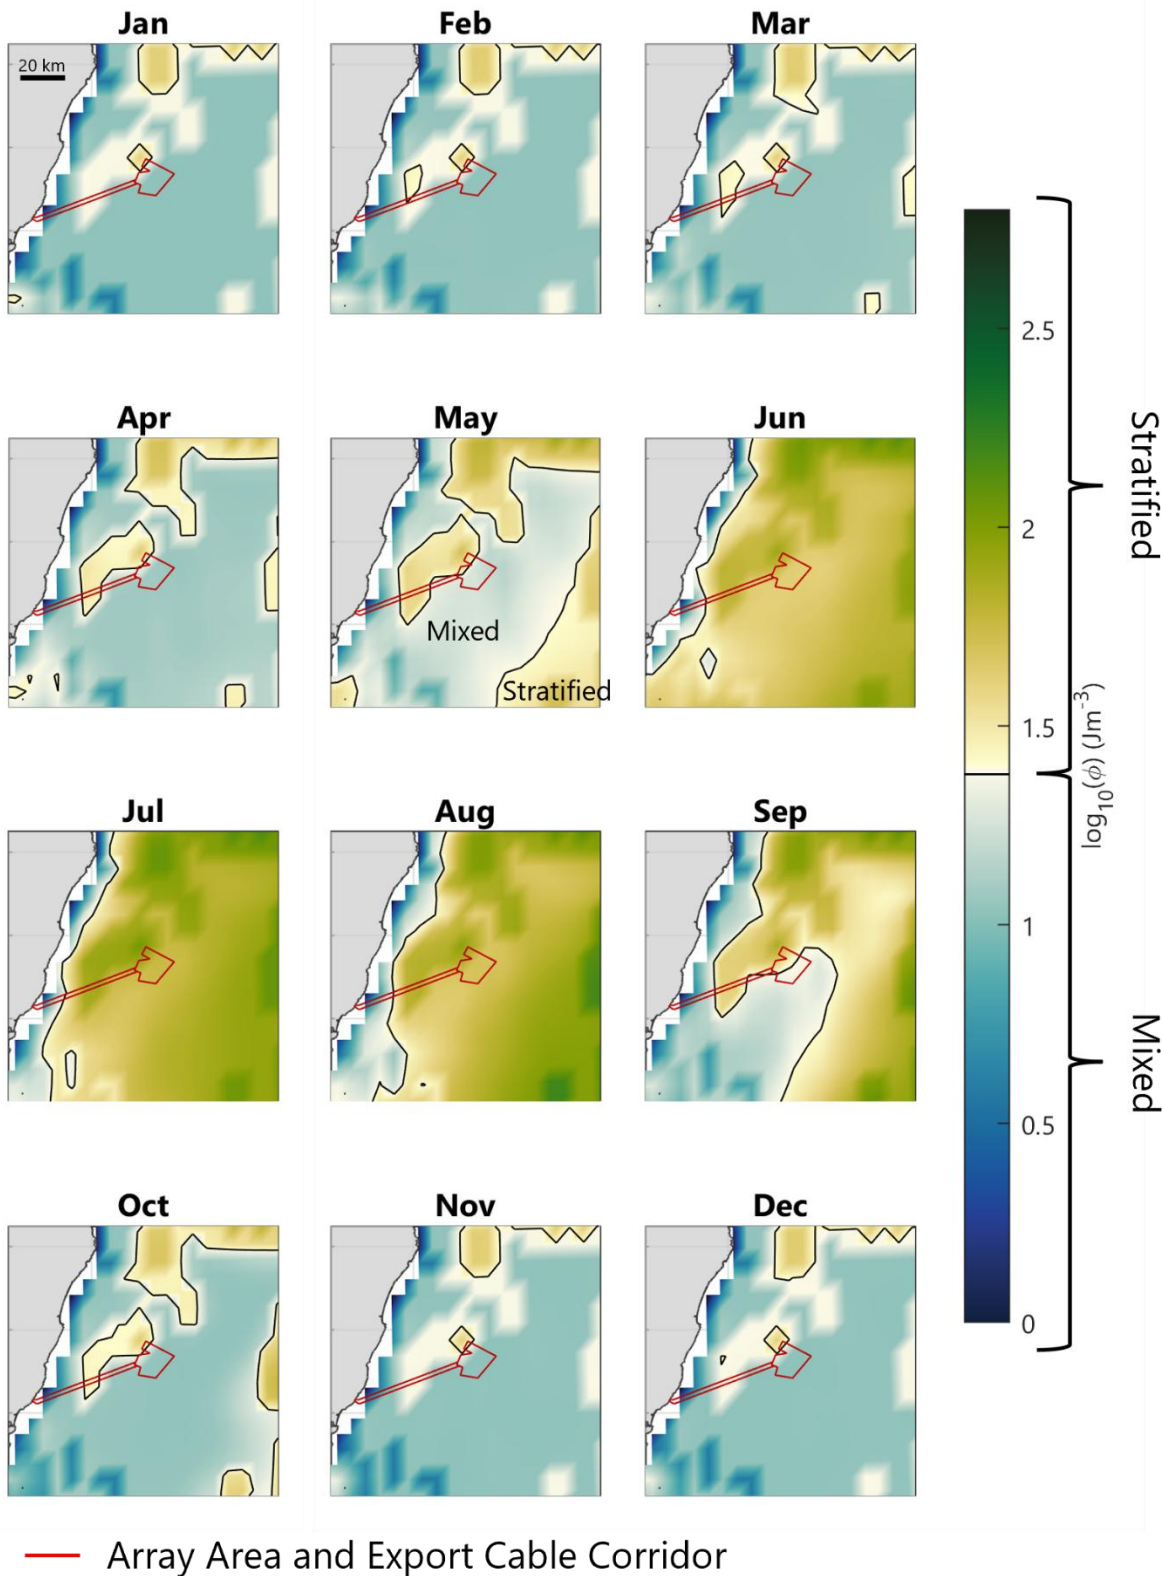 Jan
Feb
Mar
20 km
Apr
May
Jun
Mixed
Stratified
Jul
Aug
Sep
Oct
Nov
Dec
2.5
2
1.5
1
0.5
0
log10(φ) (Jm⁻³)
Stratified
Mixed
Array Area and Export Cable Corridor